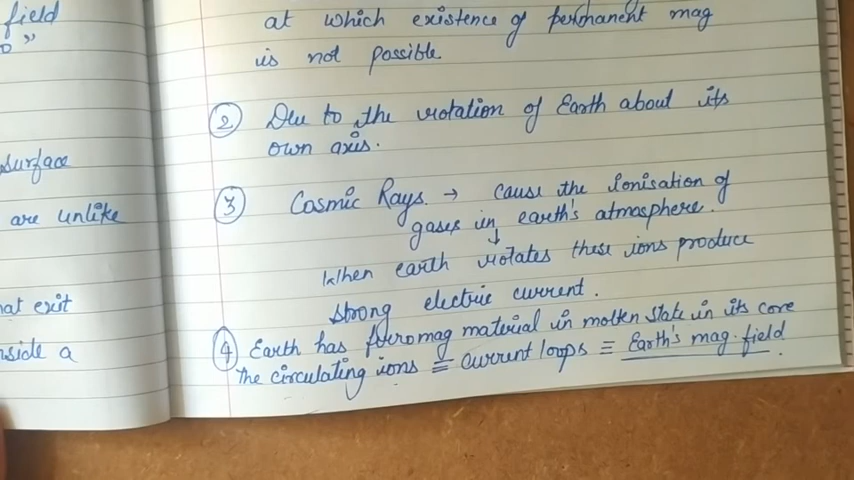 field
surface
are unlike
at exit
side a
at which existence of permanent mag
is not possible.
② Due to the rotation of Earth about its
own axis.
③ Cosmic Rays. → cause the Ionisation of
gases in earth's atmosphere.
↓
When earth rotates these ions produce
strong electric current.
④ Earth has ferromag material in molten state in its core
The circulating ions ≡ current loops ≡ Earth's mag. field.